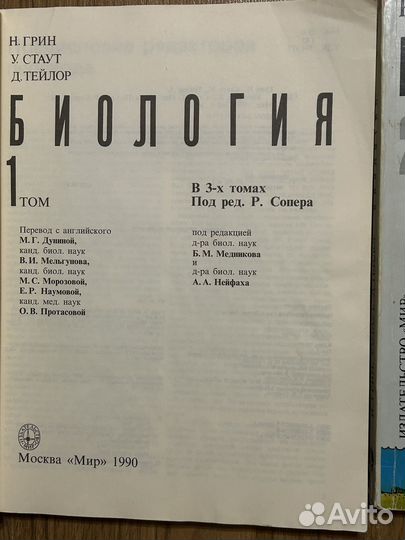 Н. ГРИН
У. СТАУТ
Д. ТЕЙЛОР
БИОЛОГИЯ
1 ТОМ
В 3-х томах
Под ред. Р. Сопера
Перевод с английского
М. Г. Дуниной,
канд. биол. наук
В. И. Мельгунова,
канд. биол. наук
М. С. Морозовой,
Е. Р. Наумовой,
канд. мед. наук
О. В. Протасовой
под редакцией
д-ра биол. наук
Б. М. Медникова
и
д-ра биол. наук
А. А. Нейфаха
Москва «Мир» 1990
ИЗДАТЕЛЬСТВО «МИР»
Avito